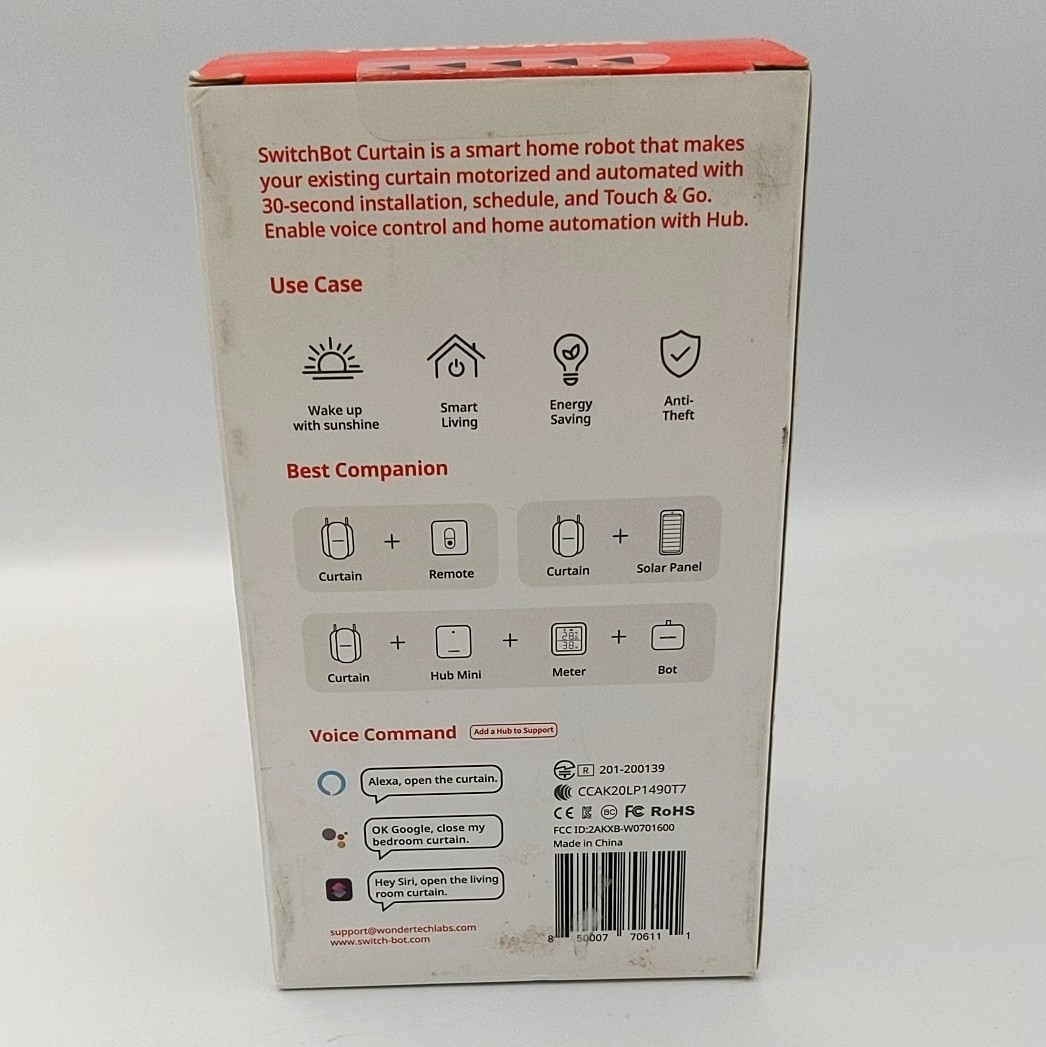 SwitchBot Curtain is a smart home robot that makes
your existing curtain motorized and automated with
30-second installation, schedule, and Touch & Go.
Enable voice control and home automation with Hub.
Use Case
Wake up
with sunshine
Smart
Living
Energy
Saving
Anti-
Theft
Best Companion
Curtain + Remote
Curtain + Solar Panel
Curtain + Hub Mini + Meter + Bot
Voice Command Add a Hub to Support
Alexa, open the curtain.
OK Google, close my
bedroom curtain.
Hey Siri, open the living
room curtain.
support@wondertechlabs.com
www.switch-bot.com
R 201-200139
CCAK20LP1490T7
CE BC FC RoHS
FCC ID:2AKXB-W0701600
Made in China
8 50007 70611 1